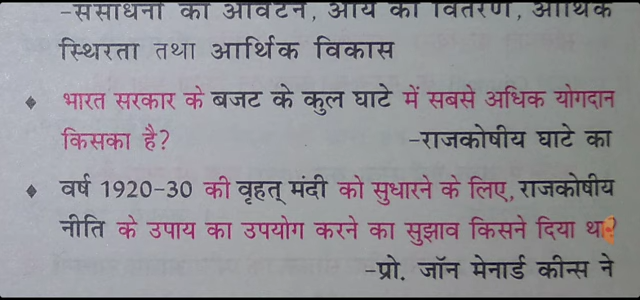 -संसाधनों का आवंटन, आय का वितरण, आर्थिक
स्थिरता तथा आर्थिक विकास
♦ भारत सरकार के बजट के कुल घाटे में सबसे अधिक योगदान
किसका है? -राजकोषीय घाटे का
♦ वर्ष 1920-30 की वृहत् मंदी को सुधारने के लिए, राजकोषीय
नीति के उपाय का उपयोग करने का सुझाव किसने दिया था?
-प्रो. जॉन मेनार्ड कीन्स ने